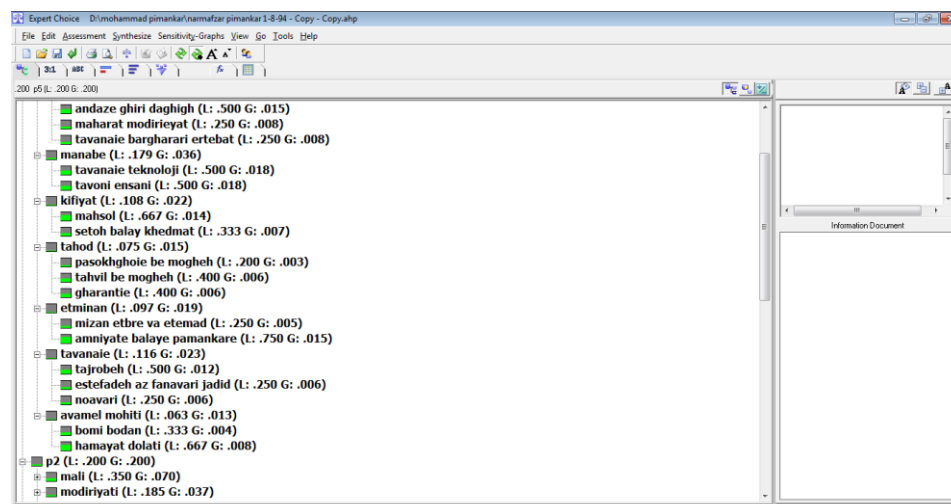 Expert Choice D:\mohammad pimankar\narmafzar pimankar 1-8-94 - Copy - Copy.ahp
File Edit Assessment Synthesize Sensitivity-Graphs View Go Tools Help
3:1 ABC fx
.200 p5 (L: .200 G: .200)
andaze ghiri daghigh (L: .500 G: .015)
maharat modirieyat (L: .250 G: .008)
tavanaie bargharari ertebat (L: .250 G: .008)
manabe (L: .179 G: .036)
tavanaie teknoloji (L: .500 G: .018)
tavoni ensani (L: .500 G: .018)
kifiyat (L: .108 G: .022)
mahsol (L: .667 G: .014)
setoh balay khedmat (L: .333 G: .007)
tahod (L: .075 G: .015)
pasokhghoie be mogheh (L: .200 G: .003)
tahvil be mogheh (L: .400 G: .006)
gharantie (L: .400 G: .006)
etminan (L: .097 G: .019)
mizan etbre va etemad (L: .250 G: .005)
amniyate balaye pamankare (L: .750 G: .015)
tavanaie (L: .116 G: .023)
tajrobeh (L: .500 G: .012)
estefadeh az fanavari jadid (L: .250 G: .006)
noavari (L: .250 G: .006)
avamel mohiti (L: .063 G: .013)
bomi bodan (L: .333 G: .004)
hamayat dolati (L: .667 G: .008)
p2 (L: .200 G: .200)
mali (L: .350 G: .070)
modiriyati (L: .185 G: .037)
Information Document